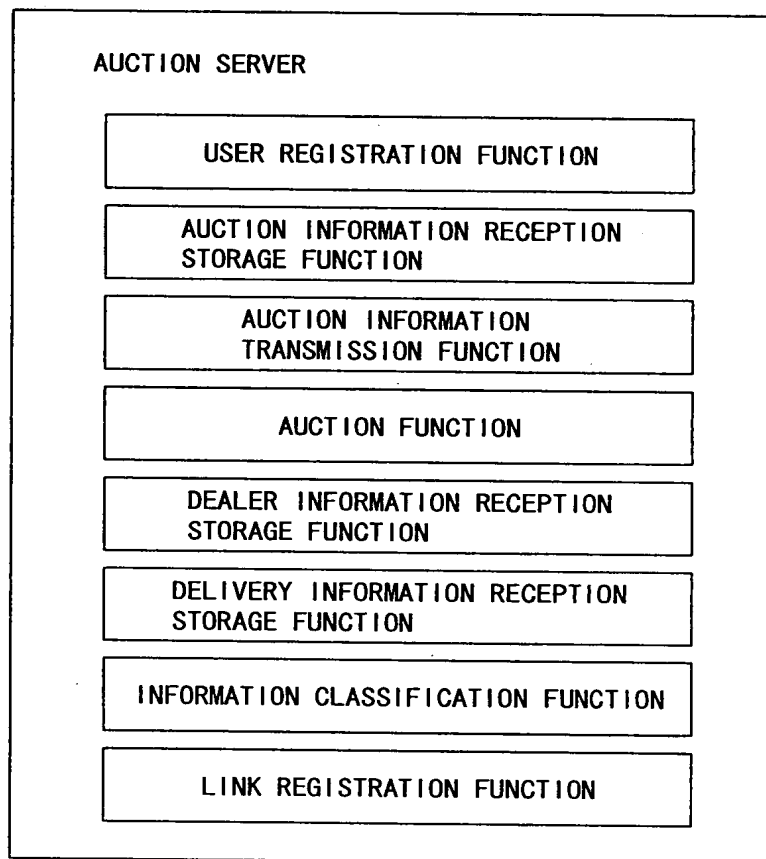 AUCTION SERVER
USER REGISTRATION FUNCTION
AUCTION INFORMATION RECEPTION
STORAGE FUNCTION
AUCTION INFORMATION
TRANSMISSION FUNCTION
AUCTION FUNCTION
DEALER INFORMATION RECEPTION
STORAGE FUNCTION
DELIVERY INFORMATION RECEPTION
STORAGE FUNCTION
INFORMATION CLASSIFICATION FUNCTION
LINK REGISTRATION FUNCTION